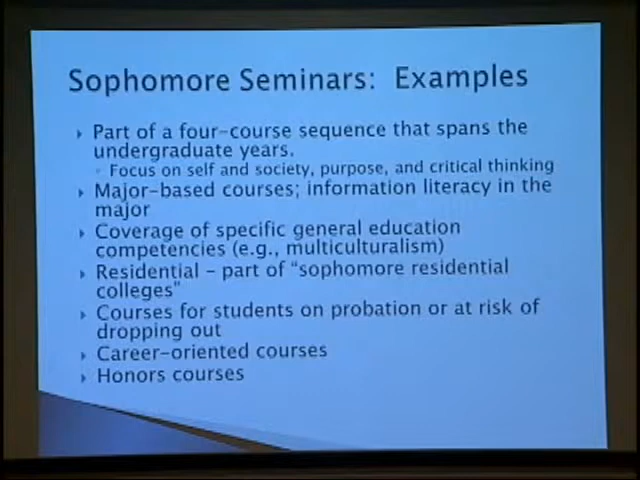 Sophomore Seminars: Examples
Part of a four-course sequence that spans the
undergraduate years.
Focus on self and society, purpose, and critical thinking
Major-based courses; information literacy in the
major
Coverage of specific general education
competencies (e.g., multiculturalism)
Residential - part of "sophomore residential
colleges"
Courses for students on probation or at risk of
dropping out
Career-oriented courses
Honors courses